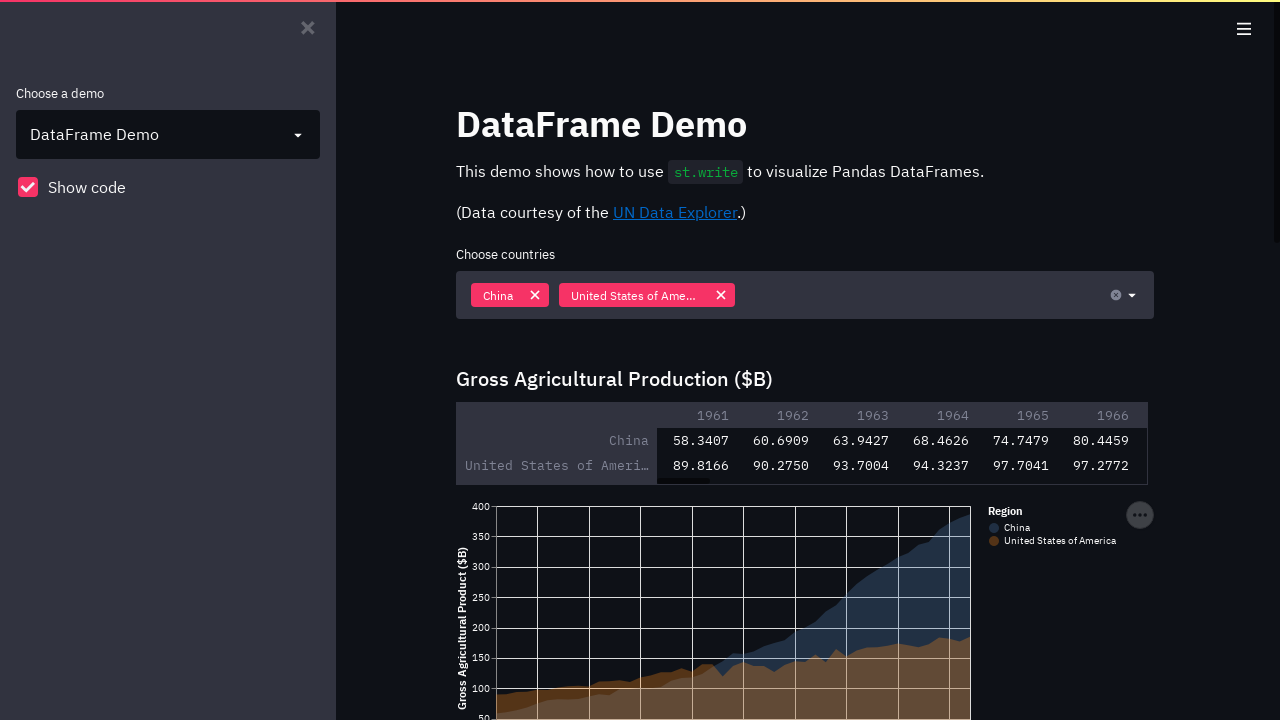 Choose a demo
DataFrame Demo
Show code
DataFrame Demo
This demo shows how to use st.write to visualize Pandas DataFrames.
(Data courtesy of the UN Data Explorer.)
Choose countries
China United States of Ame...
Gross Agricultural Production ($B)
1961 1962 1963 1964 1965 1966
China 58.3407 60.6909 63.9427 68.4626 74.7479 80.4459
United States of Ameri… 89.8166 90.2750 93.7004 94.3237 97.7041 97.2772
Gross Agricultural Product ($B)
400
350
300
250
200
150
100
50
Region
China
United States of America